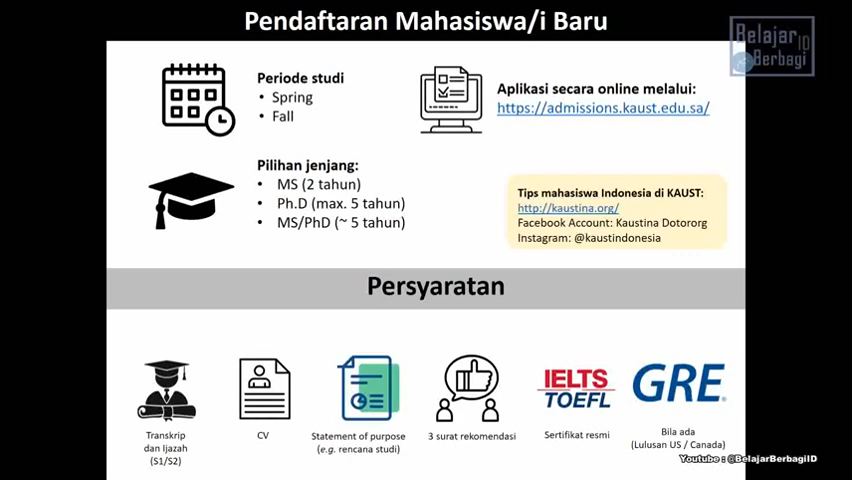 Pendaftaran Mahasiswa/i Baru
Belajar ID
Berbagi
Periode studi
• Spring
• Fall
Aplikasi secara online melalui:
https://admissions.kaust.edu.sa/
Pilihan jenjang:
• MS (2 tahun)
• Ph.D (max. 5 tahun)
• MS/PhD (~ 5 tahun)
Tips mahasiswa Indonesia di KAUST:
http://kaustina.org/
Facebook Account: Kaustina Dotororg
Instagram: @kaustindonesia
Persyaratan
Transkrip
dan Ijazah
(S1/S2)
CV
Statement of purpose
(e.g. rencana studi)
3 surat rekomendasi
IELTS
TOEFL
Sertifikat resmi
GRE
Bila ada
(Lulusan US / Canada)
Youtube : @BelajarBerbagiID